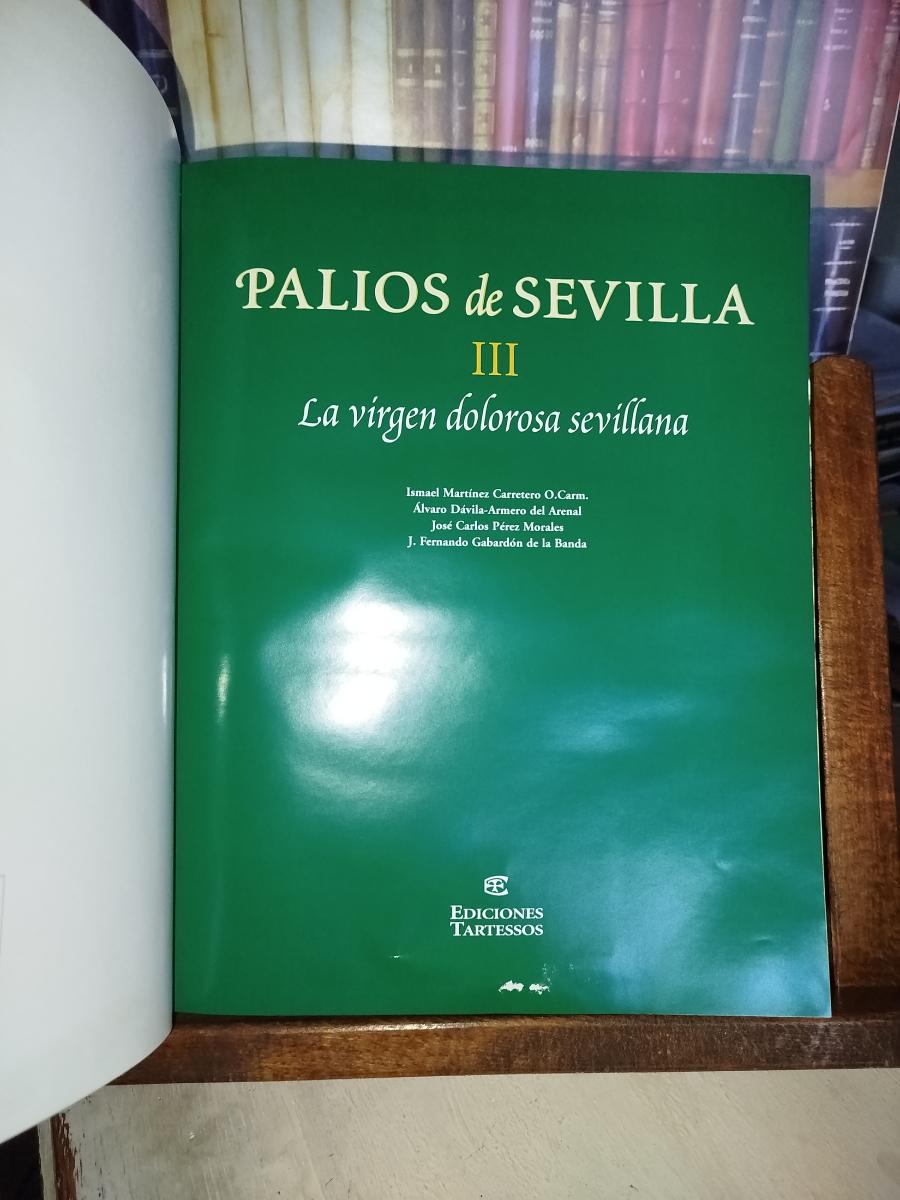 PALIOS de SEVILLA
III
La virgen dolorosa sevillana
Ismael Martínez Carretero O.Carm.
Álvaro Dávila-Armero del Arenal
José Carlos Pérez Morales
J. Fernando Gabardón de la Banda
EDICIONES
TARTESSOS